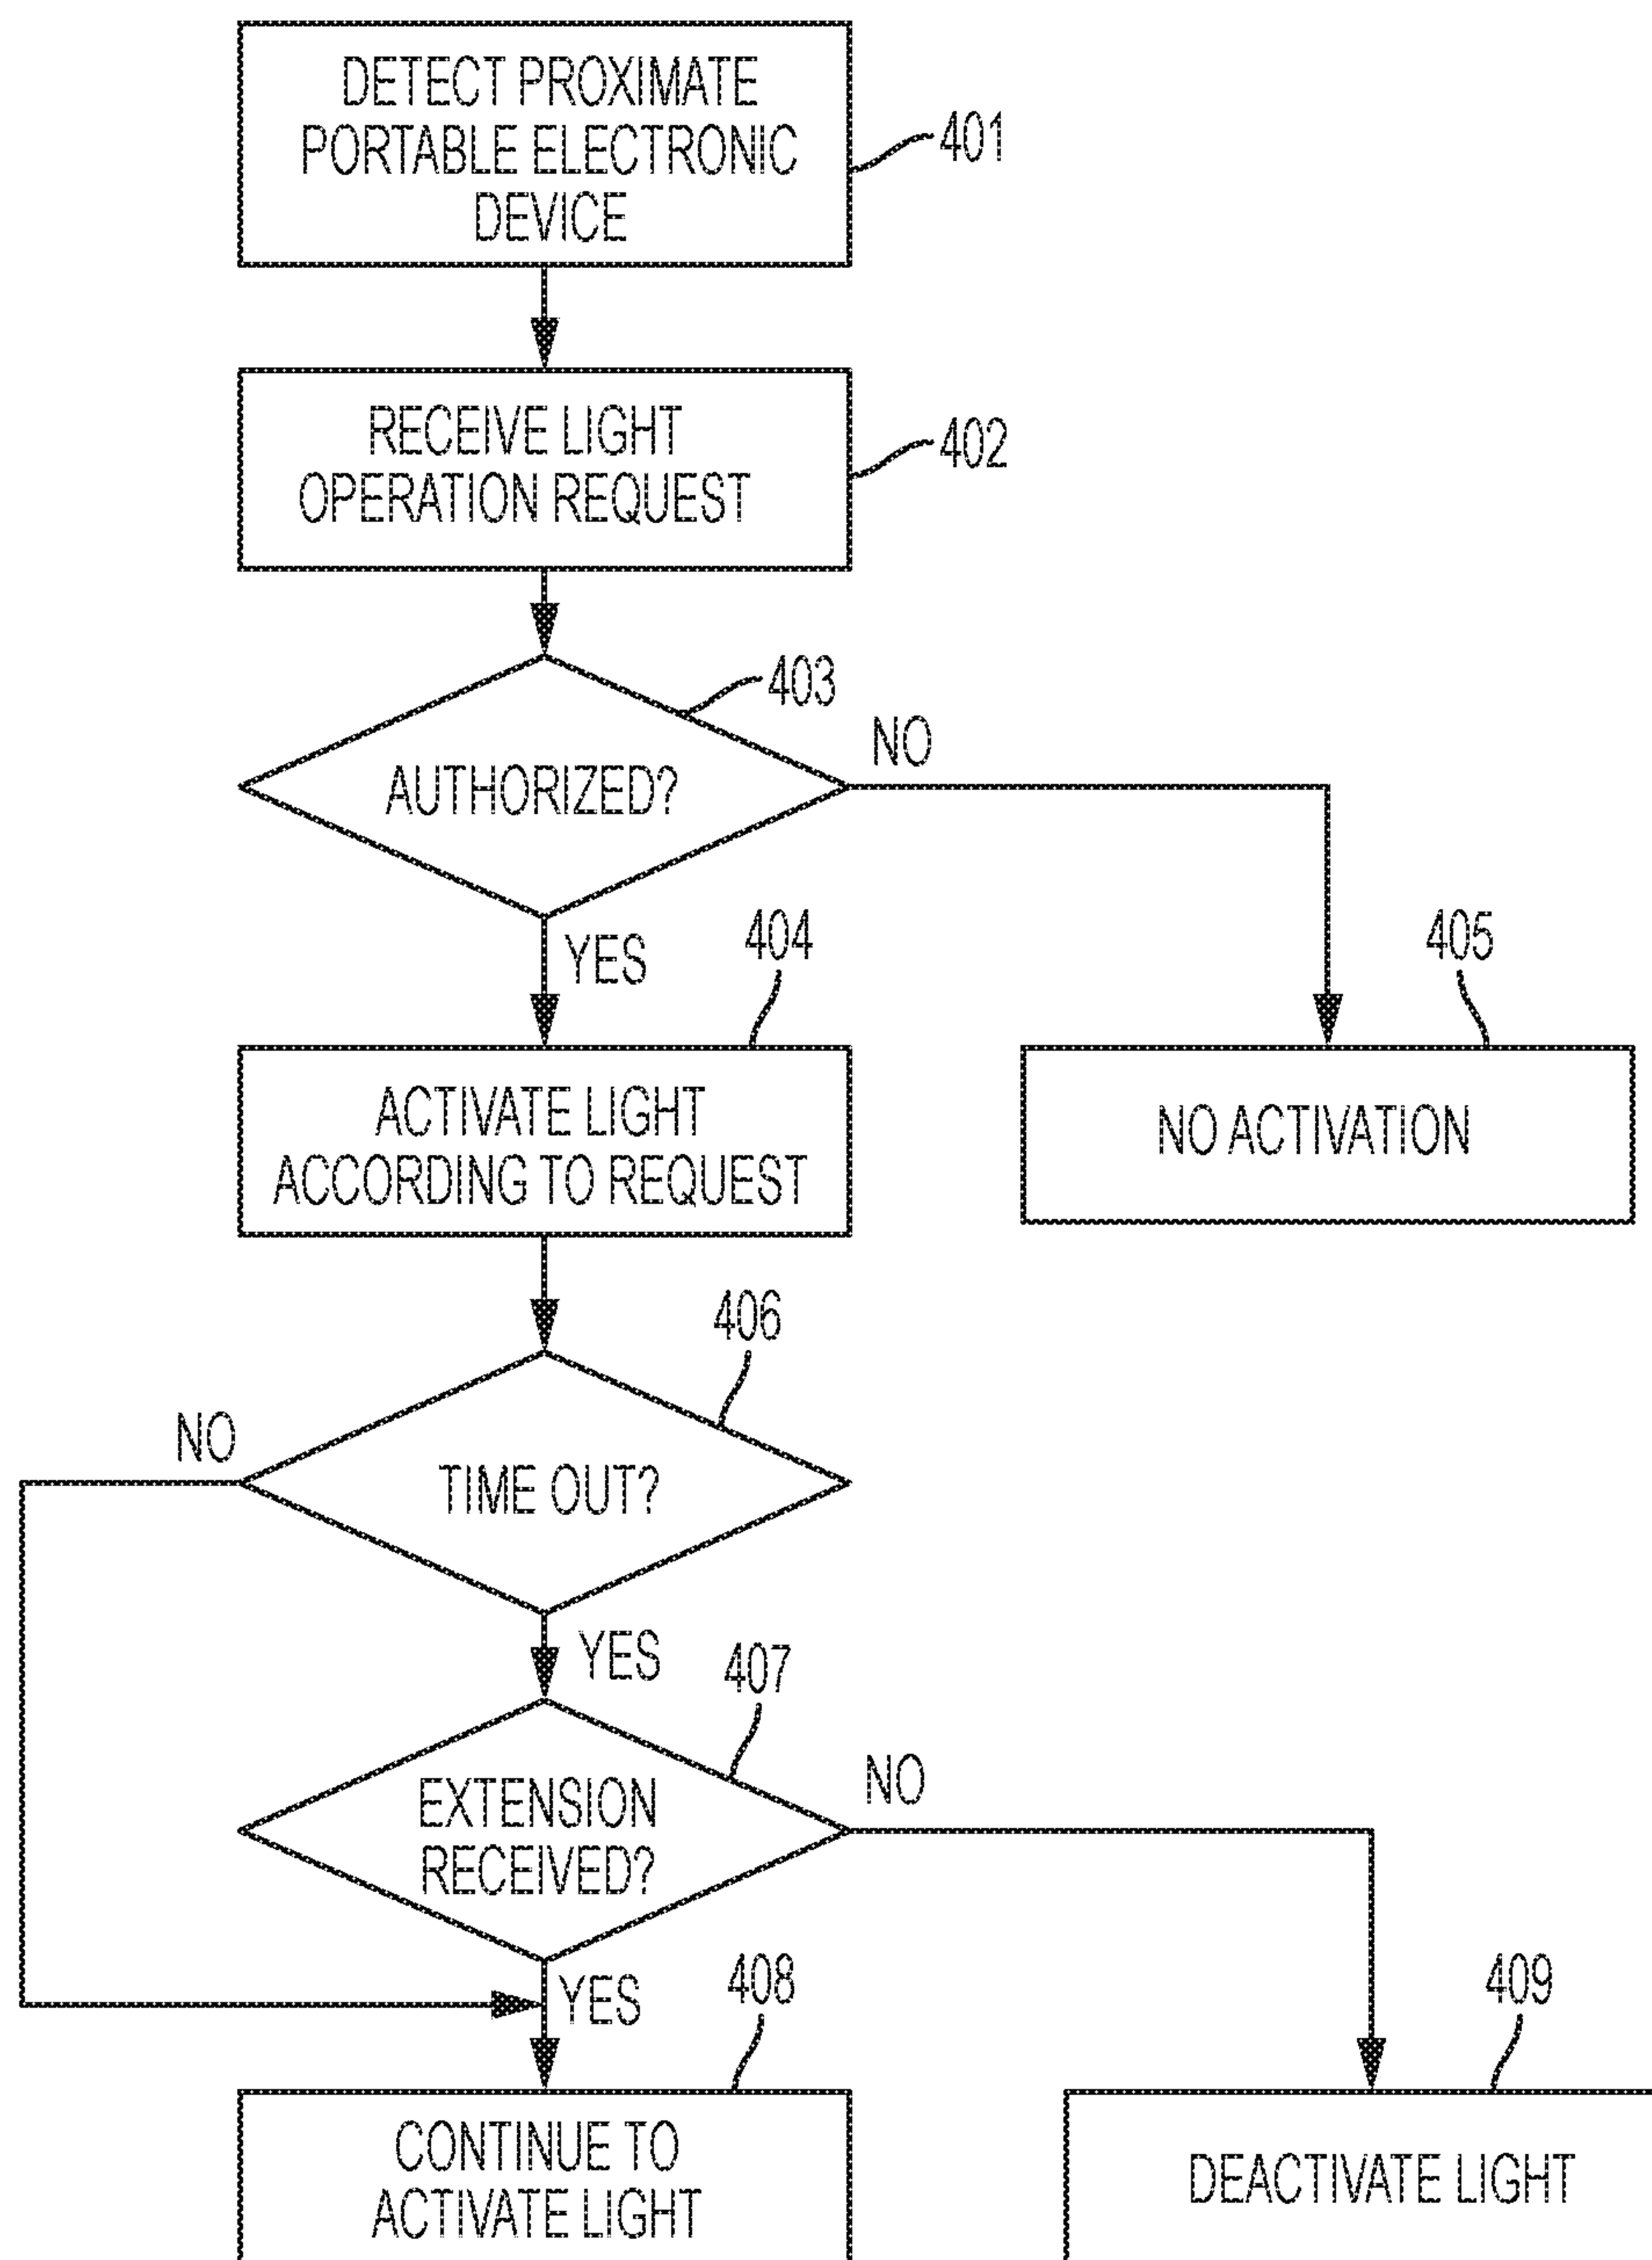 DETECT PROXIMATE
PORTABLE ELECTRONIC
DEVICE
401
RECEIVE LIGHT
OPERATION REQUEST
402
403
AUTHORIZED?
NO
YES
404
405
ACTIVATE LIGHT
ACCORDING TO REQUEST
NO ACTIVATION
406
NO
TIME OUT?
YES
407
EXTENSION
RECEIVED?
NO
YES
408
409
CONTINUE TO
ACTIVATE LIGHT
DEACTIVATE LIGHT